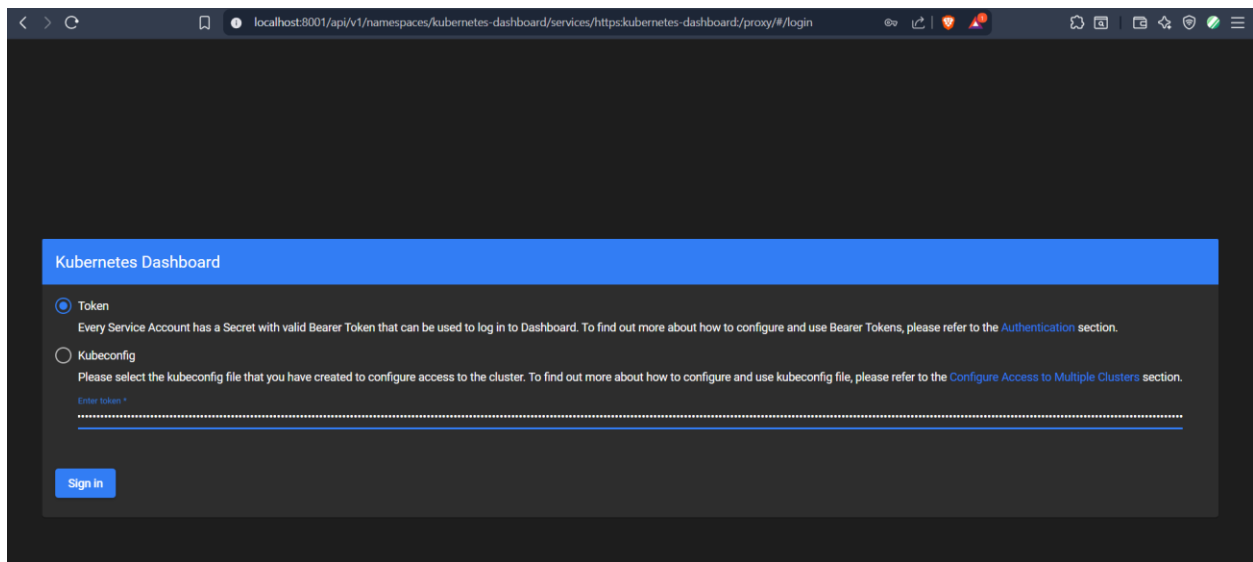 localhost:8001/api/v1/namespaces/kubernetes-dashboard/services/https:kubernetes-dashboard:/proxy/#/login
Kubernetes Dashboard
Token
Every Service Account has a Secret with valid Bearer Token that can be used to log in to Dashboard. To find out more about how to configure and use Bearer Tokens, please refer to the Authentication section.
Kubeconfig
Please select the kubeconfig file that you have created to configure access to the cluster. To find out more about how to configure and use kubeconfig file, please refer to the Configure Access to Multiple Clusters section.
Enter token *
Sign in